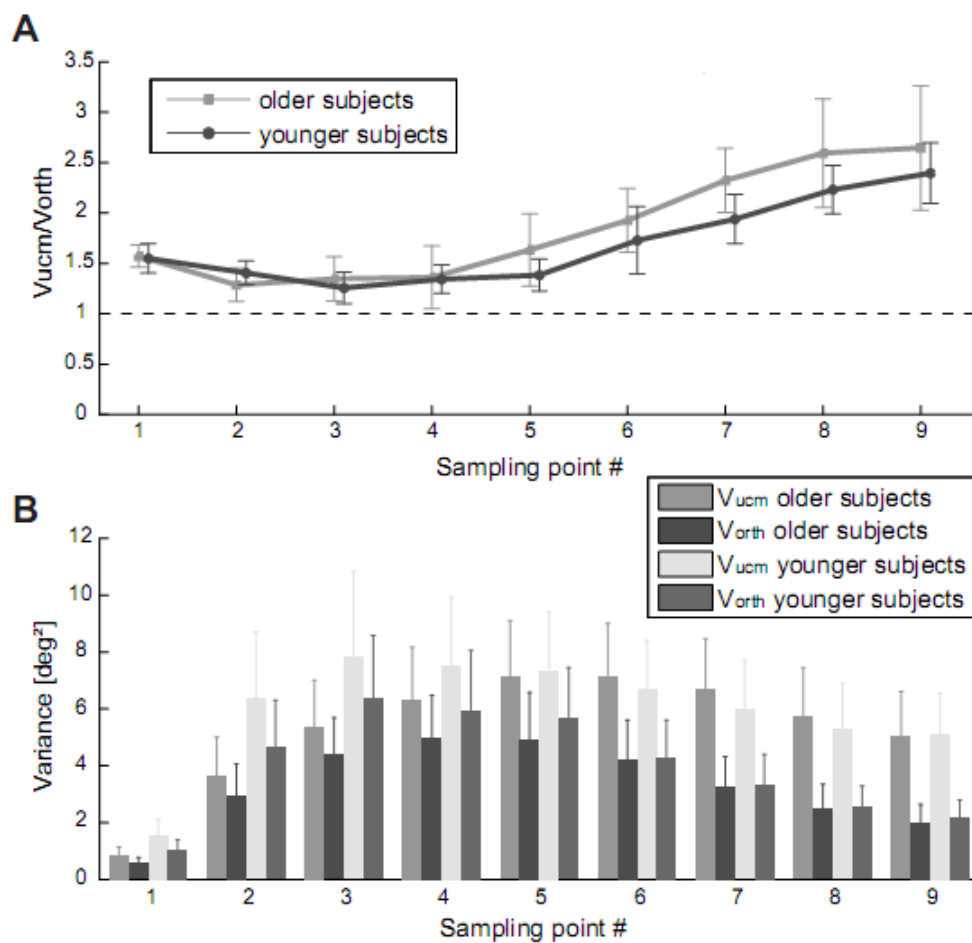 A
3.5
older subjects
younger subjects
3
2.5
2
1.5
1
0.5
0
Vucm/Vorth
1 2 3 4 5 6 7 8 9
Sampling point #
B
Vucm older subjects
Vorth older subjects
Vucm younger subjects
Vorth younger subjects
12
10
8
6
4
2
0
Variance [deg²]
1 2 3 4 5 6 7 8 9
Sampling point #